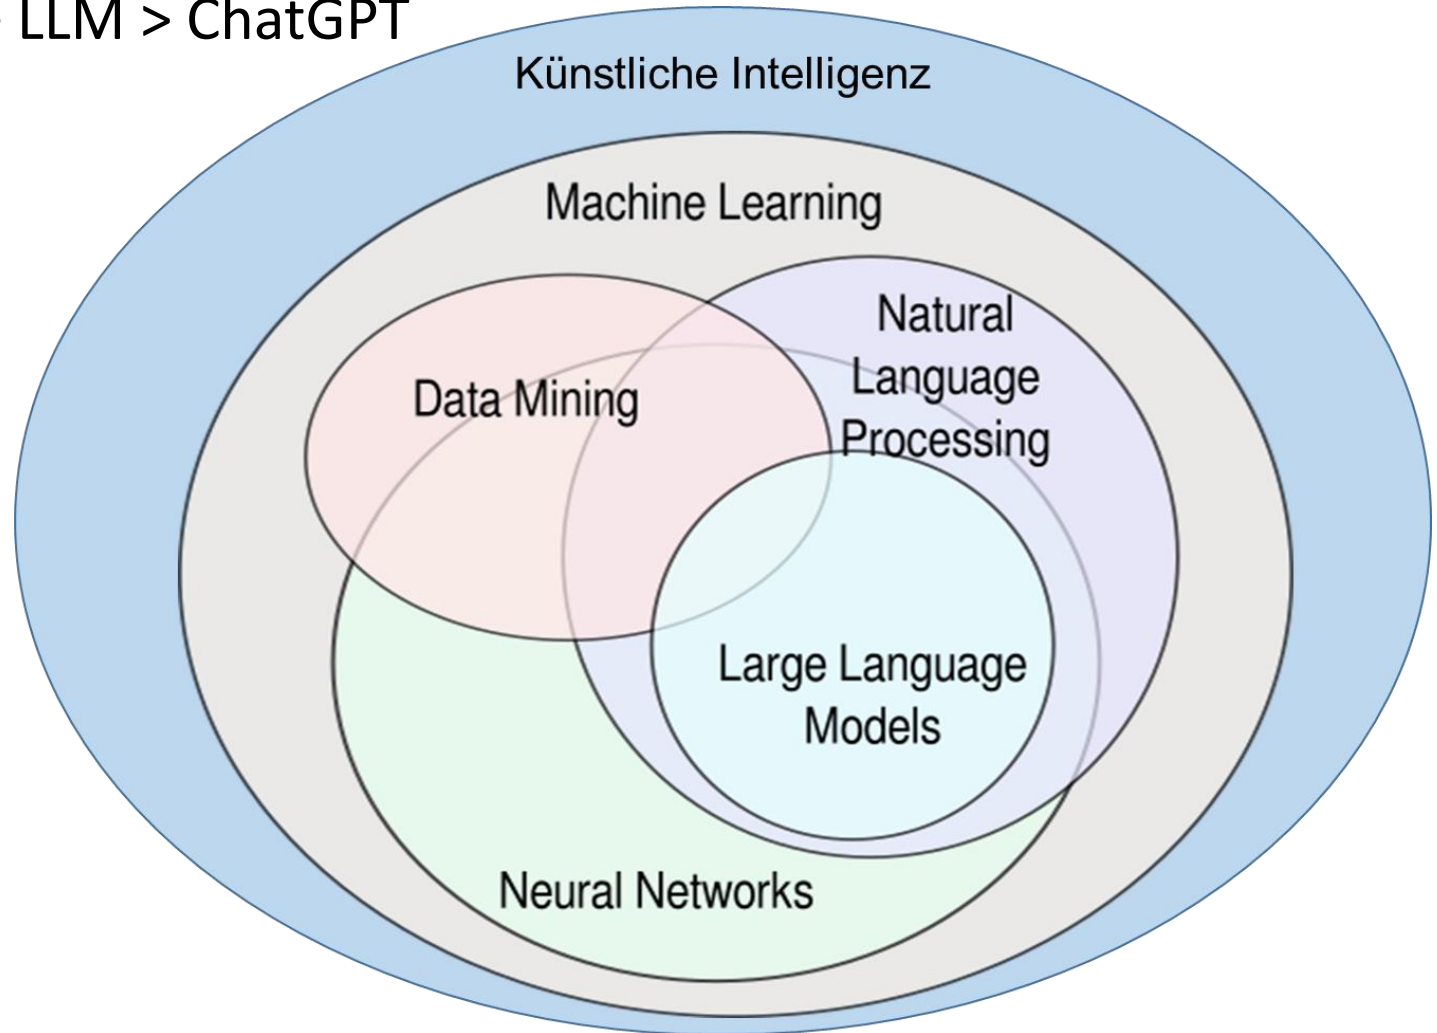 LLM > ChatGPT
Künstliche Intelligenz
Machine Learning
Natural
Language
Processing
Data Mining
Large Language
Models
Neural Networks